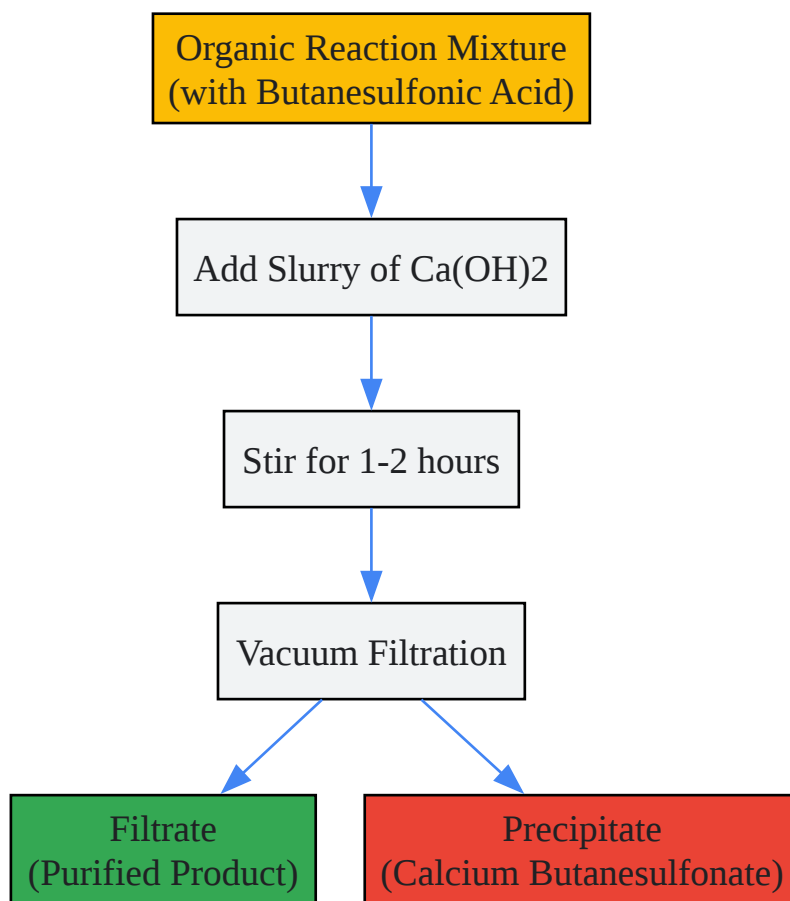 Organic Reaction Mixture
(with Butanesulfonic Acid)
Add Slurry of Ca(OH)2
Stir for 1-2 hours
Vacuum Filtration
Filtrate
(Purified Product)
Precipitate
(Calcium Butanesulfonate)